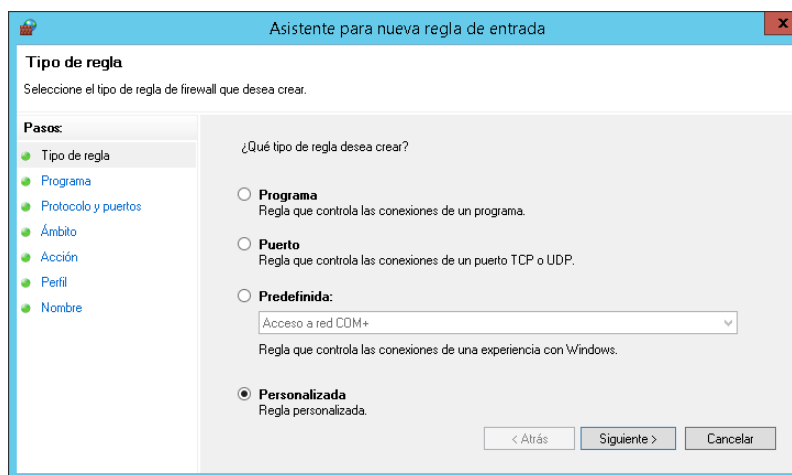 Asistente para nueva regla de entrada
x
Tipo de regla
Seleccione el tipo de regla de firewall que desea crear.
Pasos:
Tipo de regla
Programa
Protocolo y puertos
Ámbito
Acción
Perfil
Nombre
¿Qué tipo de regla desea crear?
Programa
Regla que controla las conexiones de un programa.
Puerto
Regla que controla las conexiones de un puerto TCP o UDP.
Predefinida:
Acceso a red COM+
Regla que controla las conexiones de una experiencia con Windows.
Personalizada
Regla personalizada.
< Atrás
Siguiente >
Cancelar